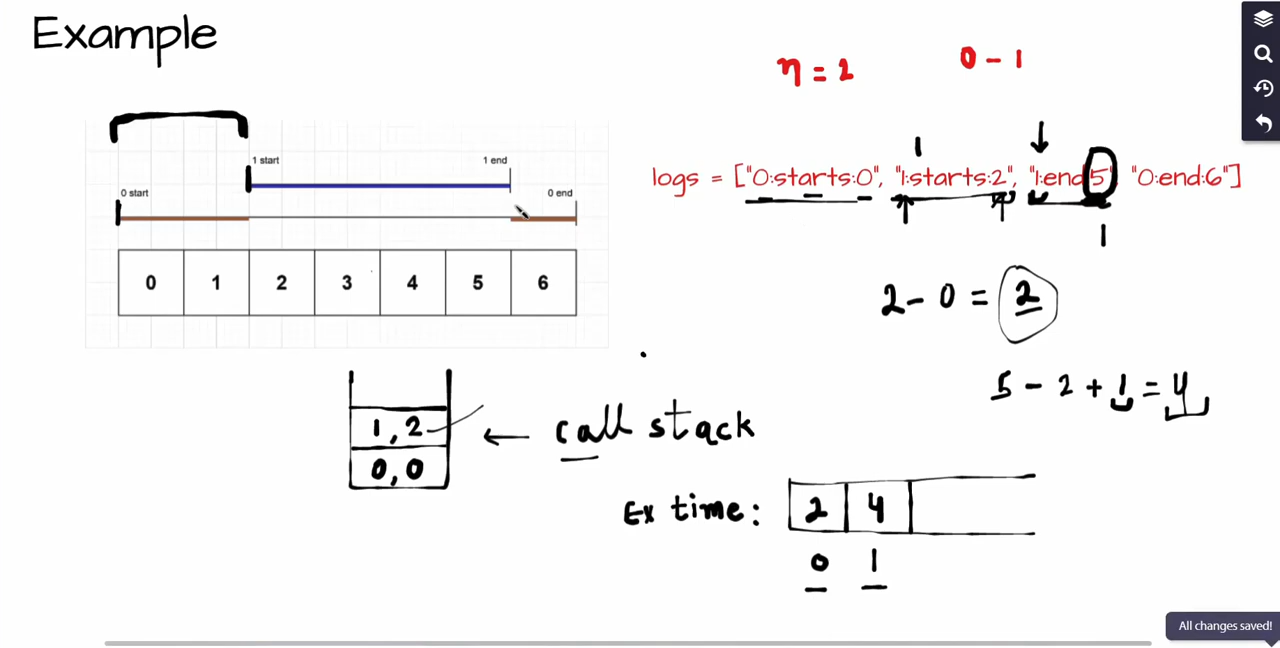 Example
n = 2
0 - 1
1
logs = ["0:starts:0", "1:starts:2", "1:end:5" "0:end:6"]
1
1 start
1 end
0 start
0 end
0 1 2 3 4 5 6
2 - 0 = 2
5 - 2 + 1 = 4
1, 2
0, 0
call stack
Ex time: 2 4
0 1
All changes saved!